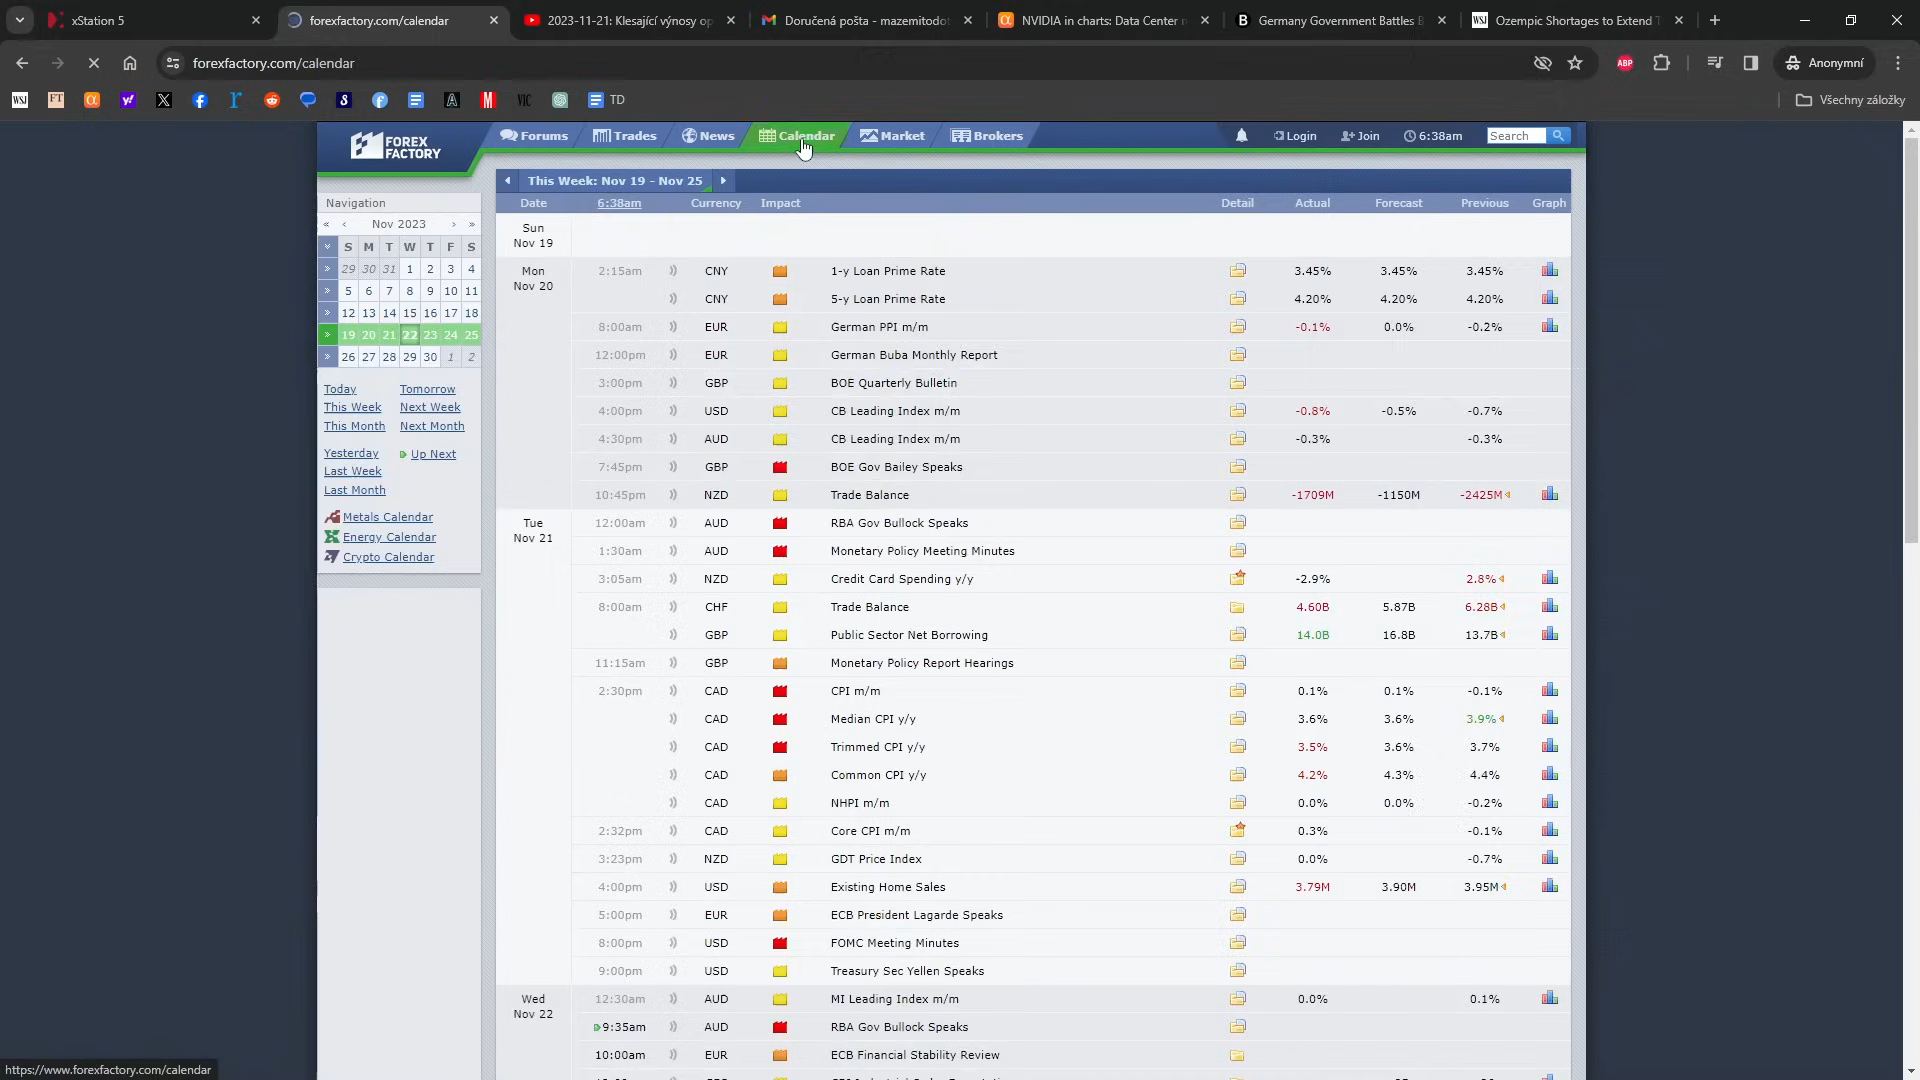 xStation 5
forexfactory.com/calendar
2023-11-21: Klesající výnosy op
Doručená pošta - mazemitodot
NVIDIA in charts: Data Center r
Germany Government Battles B
Ozempic Shortages to Extend T
forexfactory.com/calendar
ABP
Anonymní
WSJ FT TD
Všechny záložky
FOREX FACTORY
Forums Trades News Calendar Market Brokers
Login Join 6:38am Search
This Week: Nov 19 - Nov 25
Date 6:38am Currency Impact Detail Actual Forecast Previous Graph
Navigation
« ‹ Nov 2023 › »
S M T W T F S
29 30 31 1 2 3 4
5 6 7 8 9 10 11
12 13 14 15 16 17 18
19 20 21 22 23 24 25
26 27 28 29 30 1 2
Today Tomorrow
This Week Next Week
This Month Next Month
Yesterday Up Next
Last Week
Last Month
Metals Calendar
Energy Calendar
Crypto Calendar
Sun
Nov 19
Mon
Nov 20
2:15am CNY 1-y Loan Prime Rate 3.45% 3.45% 3.45%
CNY 5-y Loan Prime Rate 4.20% 4.20% 4.20%
8:00am EUR German PPI m/m -0.1% 0.0% -0.2%
12:00pm EUR German Buba Monthly Report
3:00pm GBP BOE Quarterly Bulletin
4:00pm USD CB Leading Index m/m -0.8% -0.5% -0.7%
4:30pm AUD CB Leading Index m/m -0.3% -0.3%
7:45pm GBP BOE Gov Bailey Speaks
10:45pm NZD Trade Balance -1709M -1150M -2425M
Tue
Nov 21
12:00am AUD RBA Gov Bullock Speaks
1:30am AUD Monetary Policy Meeting Minutes
3:05am NZD Credit Card Spending y/y -2.9% 2.8%
8:00am CHF Trade Balance 4.60B 5.87B 6.28B
GBP Public Sector Net Borrowing 14.0B 16.8B 13.7B
11:15am GBP Monetary Policy Report Hearings
2:30pm CAD CPI m/m 0.1% 0.1% -0.1%
CAD Median CPI y/y 3.6% 3.6% 3.9%
CAD Trimmed CPI y/y 3.5% 3.6% 3.7%
CAD Common CPI y/y 4.2% 4.3% 4.4%
CAD NHPI m/m 0.0% 0.0% -0.2%
2:32pm CAD Core CPI m/m 0.3% -0.1%
3:23pm NZD GDT Price Index 0.0% -0.7%
4:00pm USD Existing Home Sales 3.79M 3.90M 3.95M
5:00pm EUR ECB President Lagarde Speaks
8:00pm USD FOMC Meeting Minutes
9:00pm USD Treasury Sec Yellen Speaks
Wed
Nov 22
12:30am AUD MI Leading Index m/m 0.0% 0.1%
9:35am AUD RBA Gov Bullock Speaks
10:00am EUR ECB Financial Stability Review
https://www.forexfactory.com/calendar